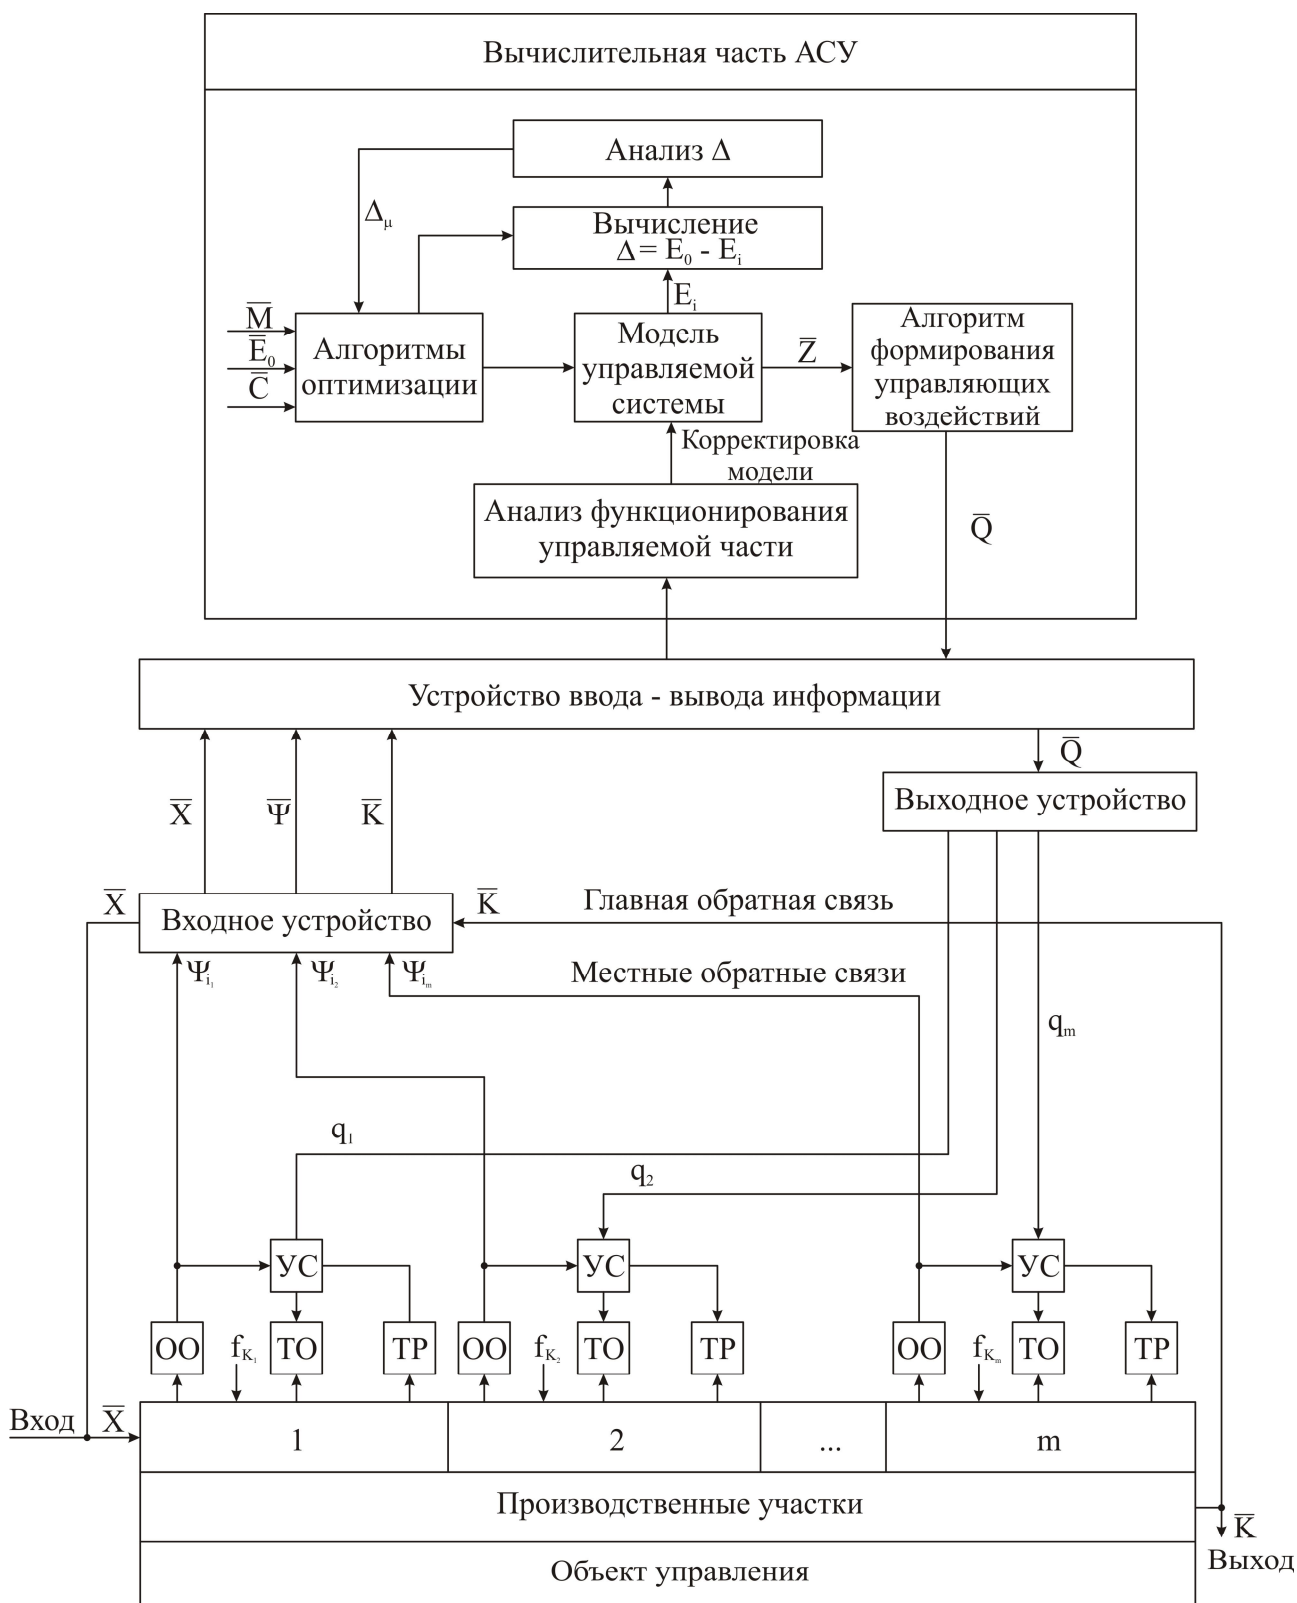 Вычислительная часть АСУ
Анализ Δ
Δμ
Вычисление
Δ = E0 - Ei
Ei
M̅
E̅0
C̅
Алгоритмы
оптимизации
Модель
управляемой
системы
Z̅
Алгоритм
формирования
управляющих
воздействий
Корректировка
модели
Анализ функционирования
управляемой части
Q̅
Устройство ввода - вывода информации
Q̅
X̅
Ψ̅
K̅
Выходное устройство
X̅
Входное устройство
K̅
Главная обратная связь
Ψi1
Ψi2
Ψim
Местные обратные связи
qm
q1
q2
УС
УС
УС
ОО
fK1
ТО
ТР
ОО
fK2
ТО
ТР
ОО
fKm
ТО
ТР
Вход
X̅
1
2
...
m
Производственные участки
K̅
Выход
Объект управления